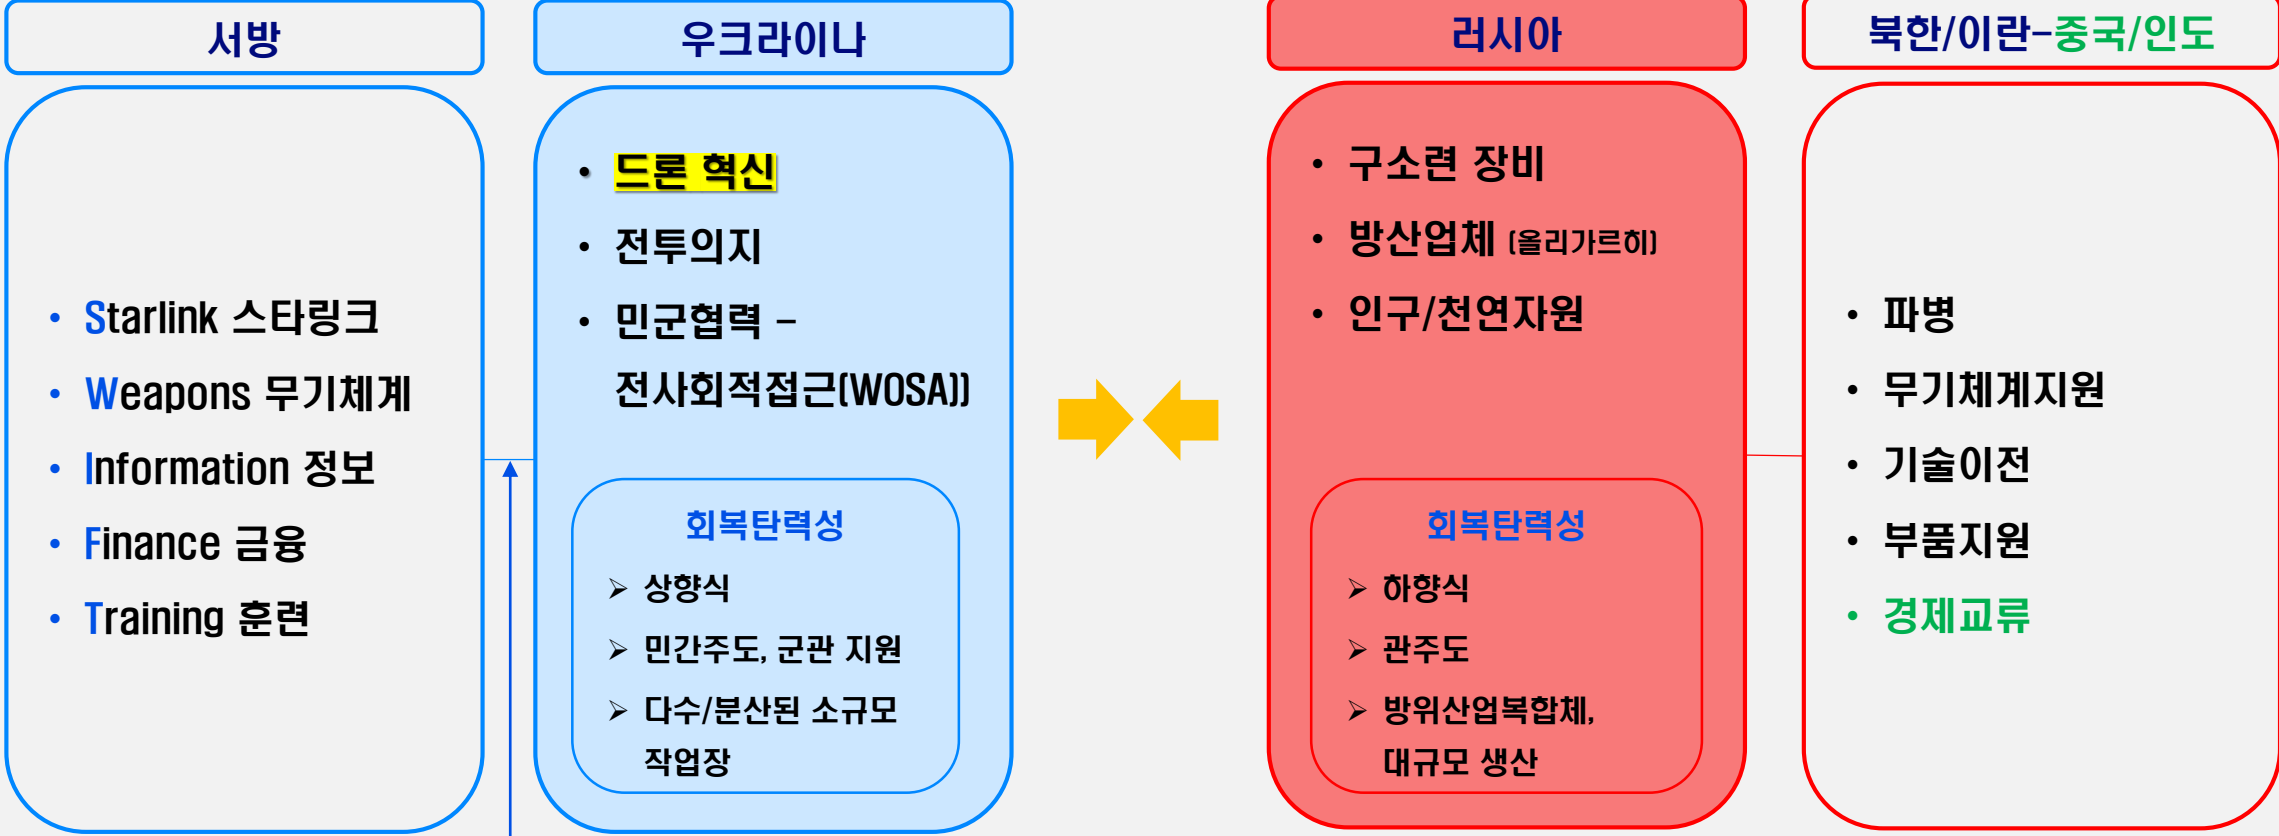 서방
• Starlink 스타링크
• Weapons 무기체계
• Information 정보
• Finance 금융
• Training 훈련
우크라이나
• 드론 혁신
• 전투의지
• 민군협력 –
전사회적접근(WOSA))
회복탄력성
➢ 상향식
➢ 민간주도, 군관 지원
➢ 다수/분산된 소규모
작업장
러시아
• 구소련 장비
• 방산업체 (올리가르히)
• 인구/천연자원
회복탄력성
➢ 하향식
➢ 관주도
➢ 방위산업복합체,
대규모 생산
북한/이란-중국/인도
• 파병
• 무기체계지원
• 기술이전
• 부품지원
• 경제교류